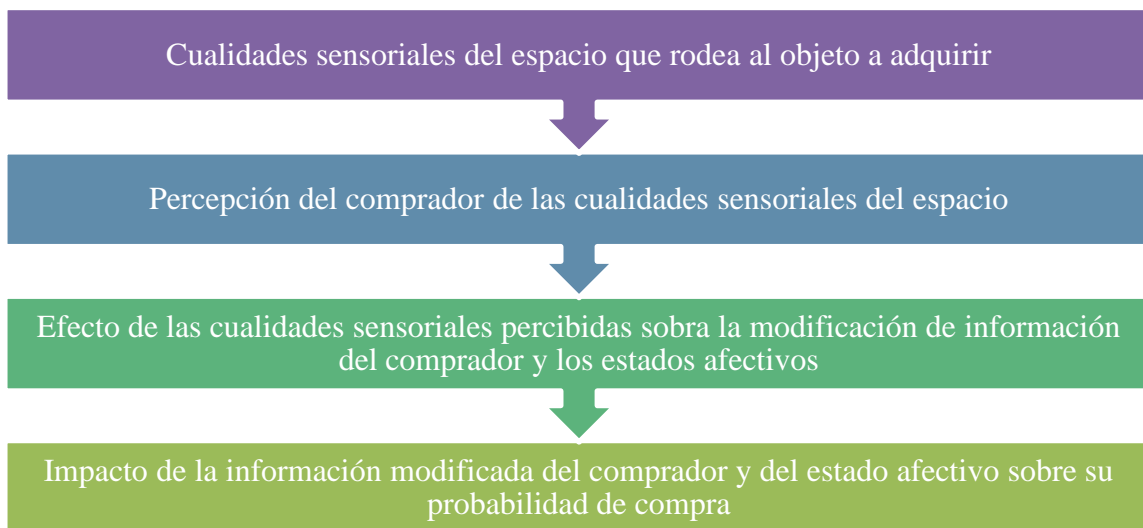 Cualidades sensoriales del espacio que rodea al objeto a adquirir
Percepción del comprador de las cualidades sensoriales del espacio
Efecto de las cualidades sensoriales percibidas sobra la modificación de información
del comprador y los estados afectivos
Impacto de la información modificada del comprador y del estado afectivo sobre su
probabilidad de compra